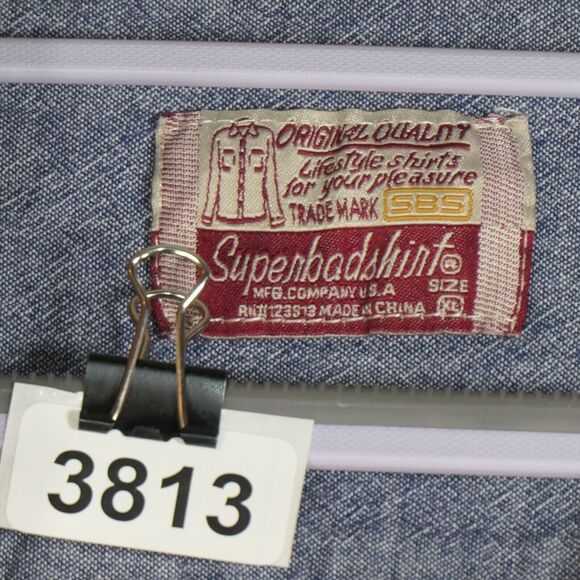 ORIGINAL QUALITY
Lifestyle shirts
for your pleasure
TRADE MARK SBS
Superbadshirt®
MFG. COMPANY U.S.A SIZE
RN#123913 MADE IN CHINA XL
3813